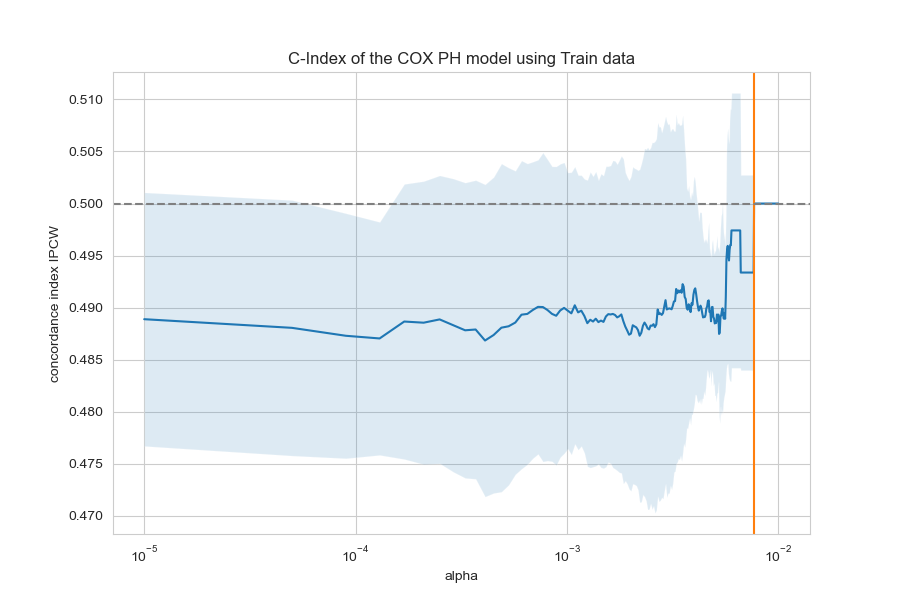 C-Index of the COX PH model using Train data
concordance index IPCW
0.510
0.505
0.500
0.495
0.490
0.485
0.480
0.475
0.470
10⁻⁵ 10⁻⁴ 10⁻³ 10⁻²
alpha